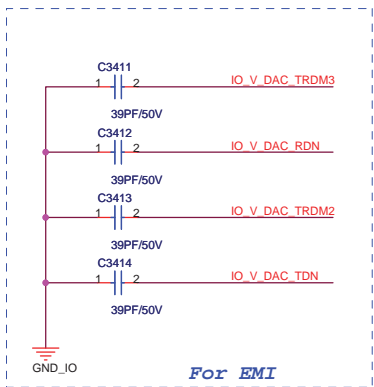 C3411
1 2 IO_V_DAC_TRDM3
39PF/50V
C3412
1 2 IO_V_DAC_RDN
39PF/50V
C3413
1 2 IO_V_DAC_TRDM2
39PF/50V
C3414
1 2 IO_V_DAC_TDN
39PF/50V
GND_IO
For EMI